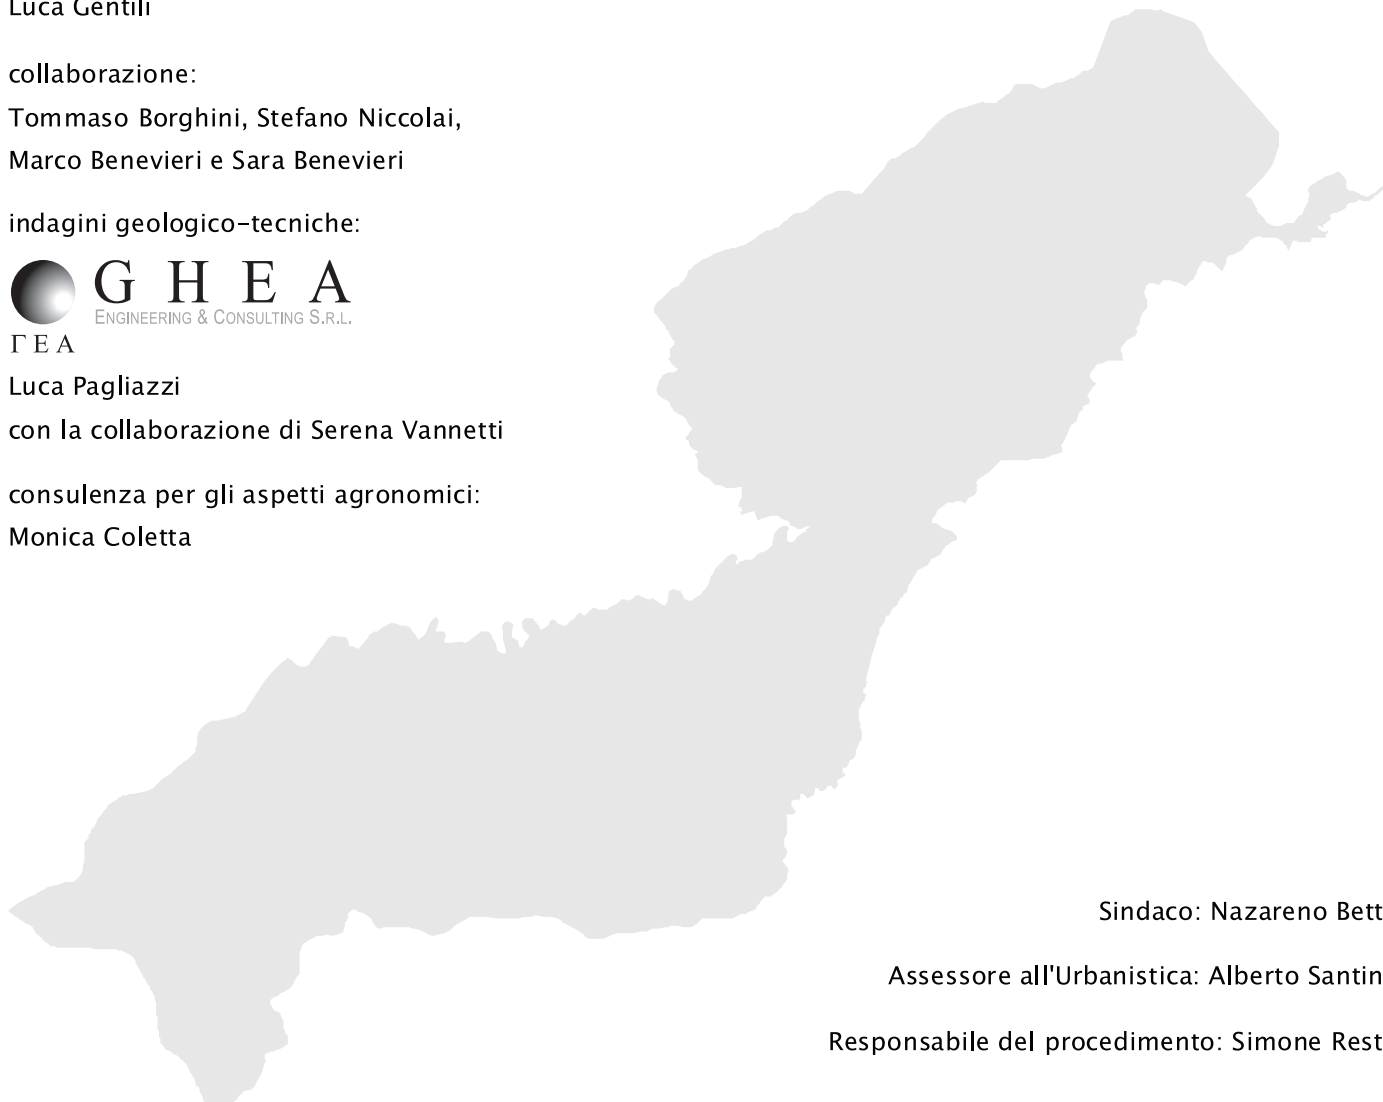 Luca Gentili
collaborazione:
Tommaso Borghini, Stefano Niccolai,
Marco Benevieri e Sara Benevieri
indagini geologico-tecniche:
GHEA
ENGINEERING & CONSULTING S.R.L.
ΓΕΑ
Luca Pagliazzi
con la collaborazione di Serena Vannetti
consulenza per gli aspetti agronomici:
Monica Coletta
Sindaco: Nazareno Bett
Assessore all'Urbanistica: Alberto Santin
Responsabile del procedimento: Simone Rest